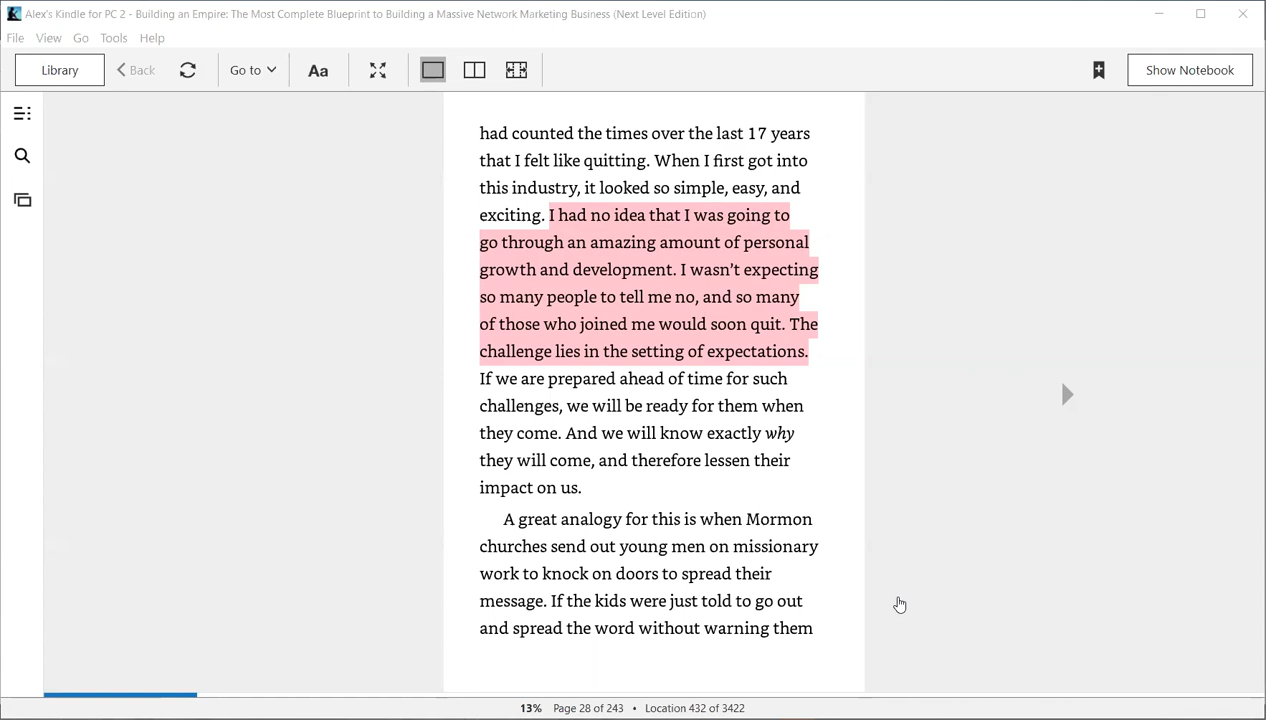 Alex's Kindle for PC 2 - Building an Empire: The Most Complete Blueprint to Building a Massive Network Marketing Business (Next Level Edition)
File View Go Tools Help
Library Back Go to Aa Show Notebook
had counted the times over the last 17 years
that I felt like quitting. When I first got into
this industry, it looked so simple, easy, and
exciting. I had no idea that I was going to
go through an amazing amount of personal
growth and development. I wasn’t expecting
so many people to tell me no, and so many
of those who joined me would soon quit. The
challenge lies in the setting of expectations.
If we are prepared ahead of time for such
challenges, we will be ready for them when
they come. And we will know exactly why
they will come, and therefore lessen their
impact on us.
A great analogy for this is when Mormon
churches send out young men on missionary
work to knock on doors to spread their
message. If the kids were just told to go out
and spread the word without warning them
13% Page 28 of 243 • Location 432 of 3422